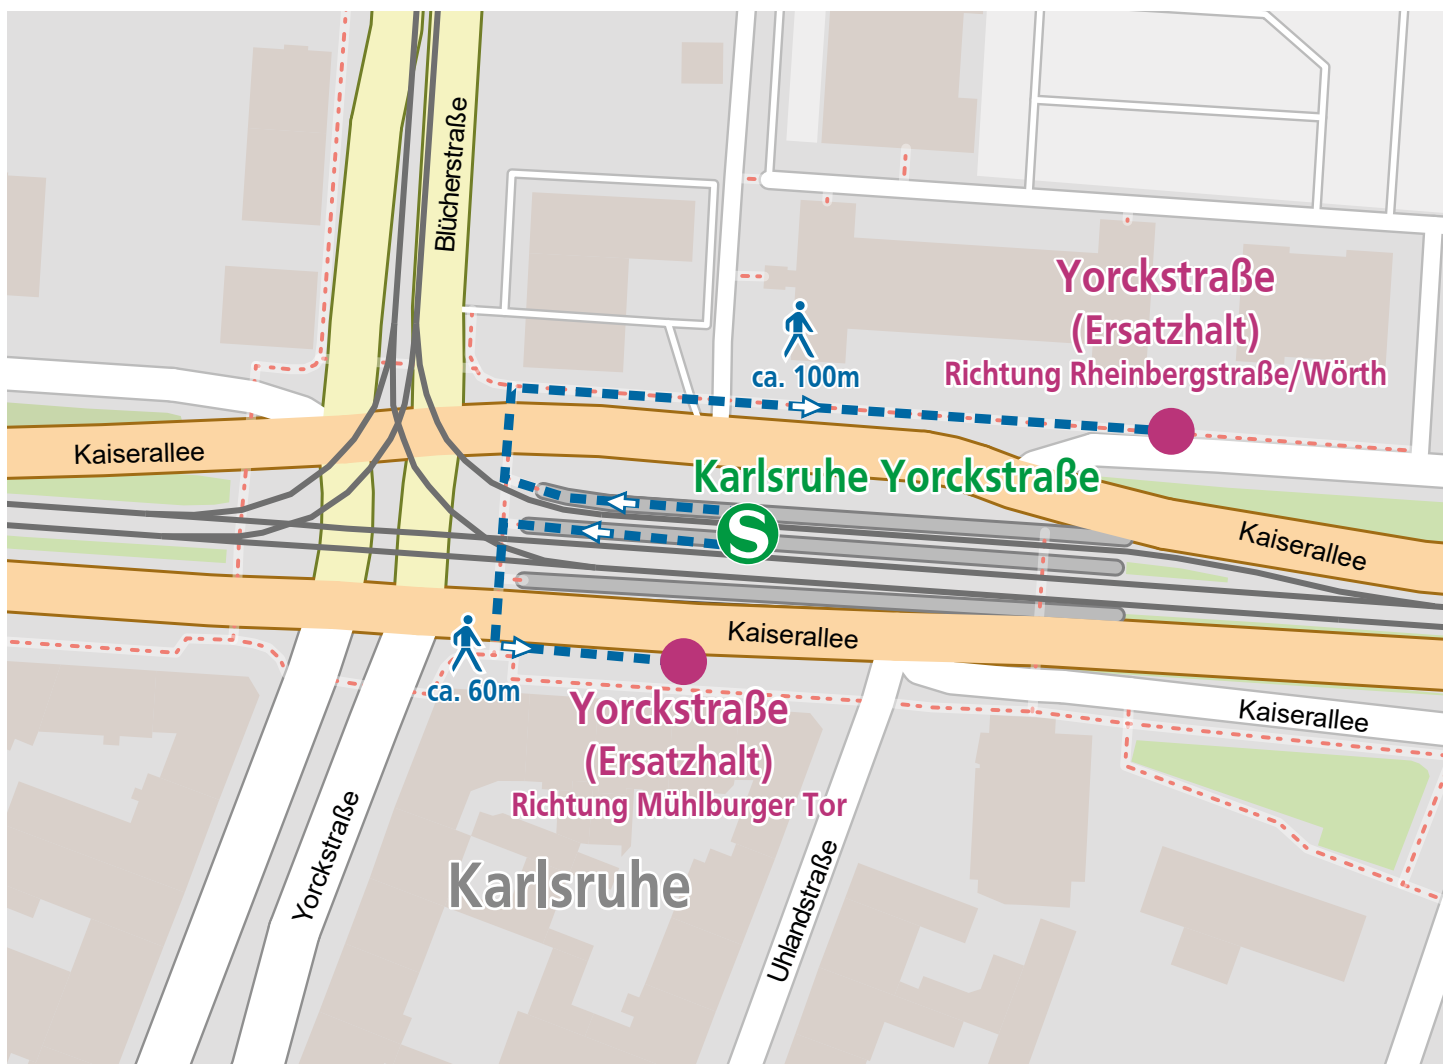 Blücherstraße
Yorckstraße
(Ersatzhalt)
Richtung Rheinbergstraße/Wörth
ca. 100m
Kaiserallee
Karlsruhe Yorckstraße
S
Kaiserallee
Kaiserallee
ca. 60m
Yorckstraße
(Ersatzhalt)
Richtung Mühlburger Tor
Kaiserallee
Yorckstraße
Karlsruhe
Uhlandstraße